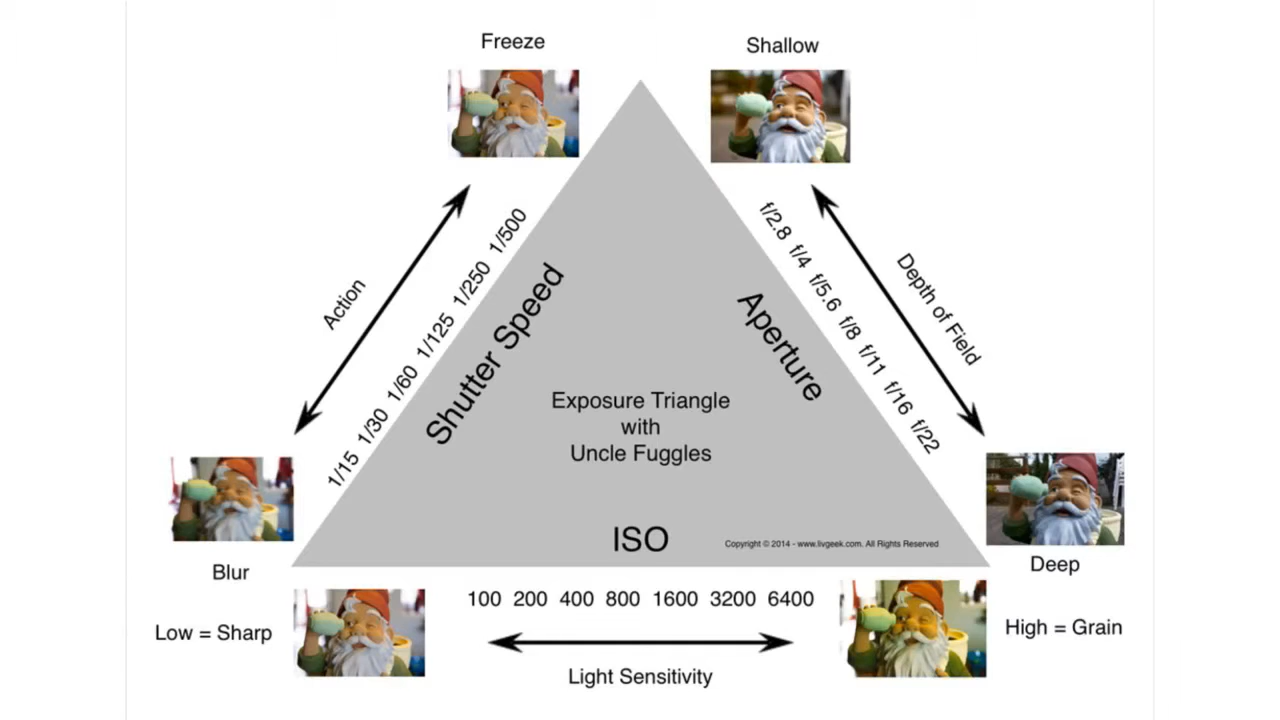 Freeze
Shallow
Action
1/15 1/30 1/60 1/125 1/250 1/500
Shutter Speed
f/2.8 f/4 f/5.6 f/8 f/11 f/16 f/22
Aperture
Depth of Field
Exposure Triangle
with
Uncle Fuggles
ISO
Copyright © 2014 - www.livgeek.com. All Rights Reserved
Blur
Deep
100 200 400 800 1600 3200 6400
Low = Sharp
High = Grain
Light Sensitivity